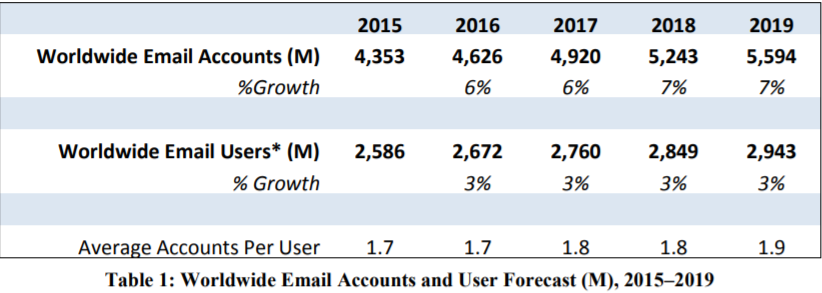 2015 2016 2017 2018 2019
Worldwide Email Accounts (M) 4,353 4,626 4,920 5,243 5,594
%Growth 6% 6% 7% 7%
Worldwide Email Users* (M) 2,586 2,672 2,760 2,849 2,943
% Growth 3% 3% 3% 3%
Average Accounts Per User 1.7 1.7 1.8 1.8 1.9
Table 1: Worldwide Email Accounts and User Forecast (M), 2015–2019